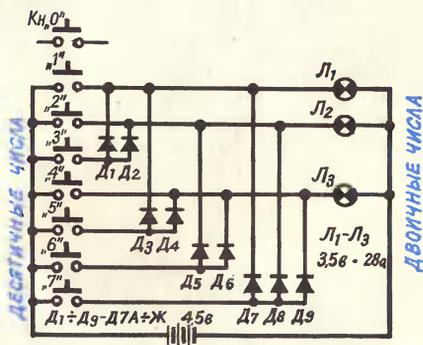 Кн„0"
„1"
„2"
„3"
„4"
„5"
„6"
„7"
Л1
Л2
Л3
Д1 Д2
Д3 Д4
Д5 Д6
Д7 Д8 Д9
Л1-Л3
3,5в · 28а
Д1÷Д9-Д7А÷Ж 4,5в
ДЕСЯТИЧНЫЕ ЧИСЛА
ДВОИЧНЫЕ ЧИСЛА